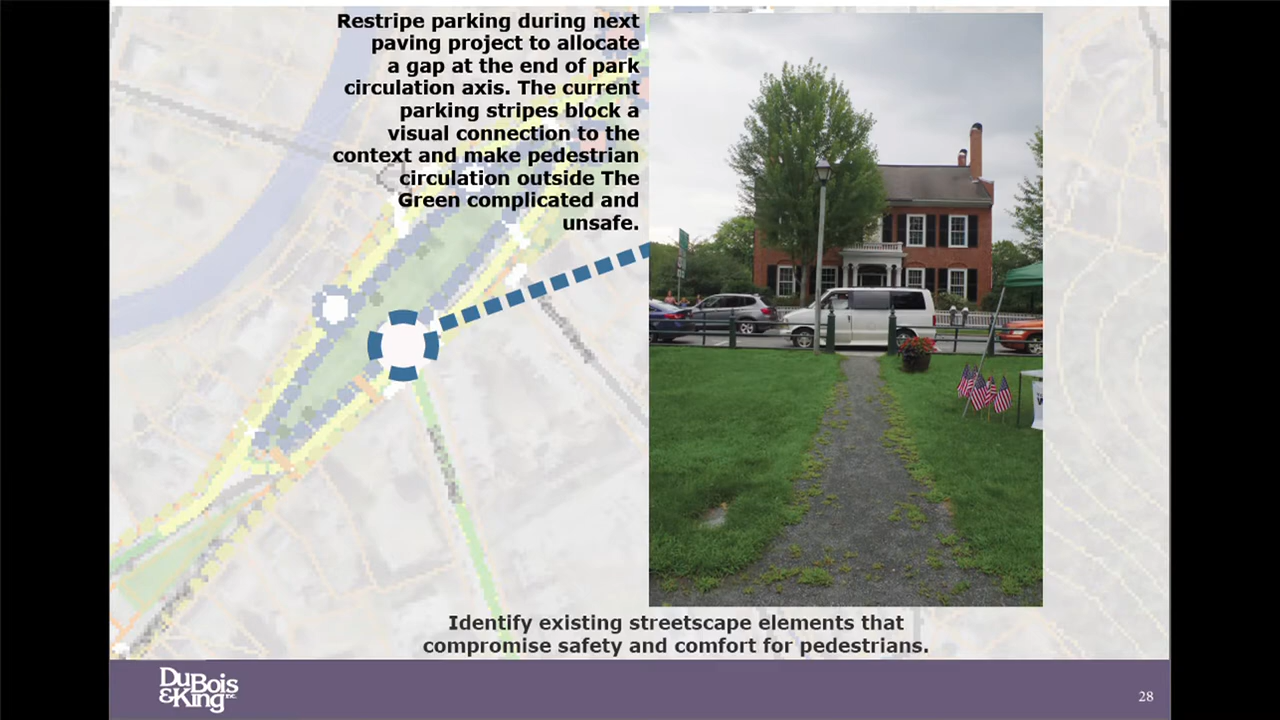 Restripe parking during next
paving project to allocate
a gap at the end of park
circulation axis. The current
parking stripes block a
visual connection to the
context and make pedestrian
circulation outside The
Green complicated and
unsafe.
Identify existing streetscape elements that
compromise safety and comfort for pedestrians.
DuBois
&King inc.
28